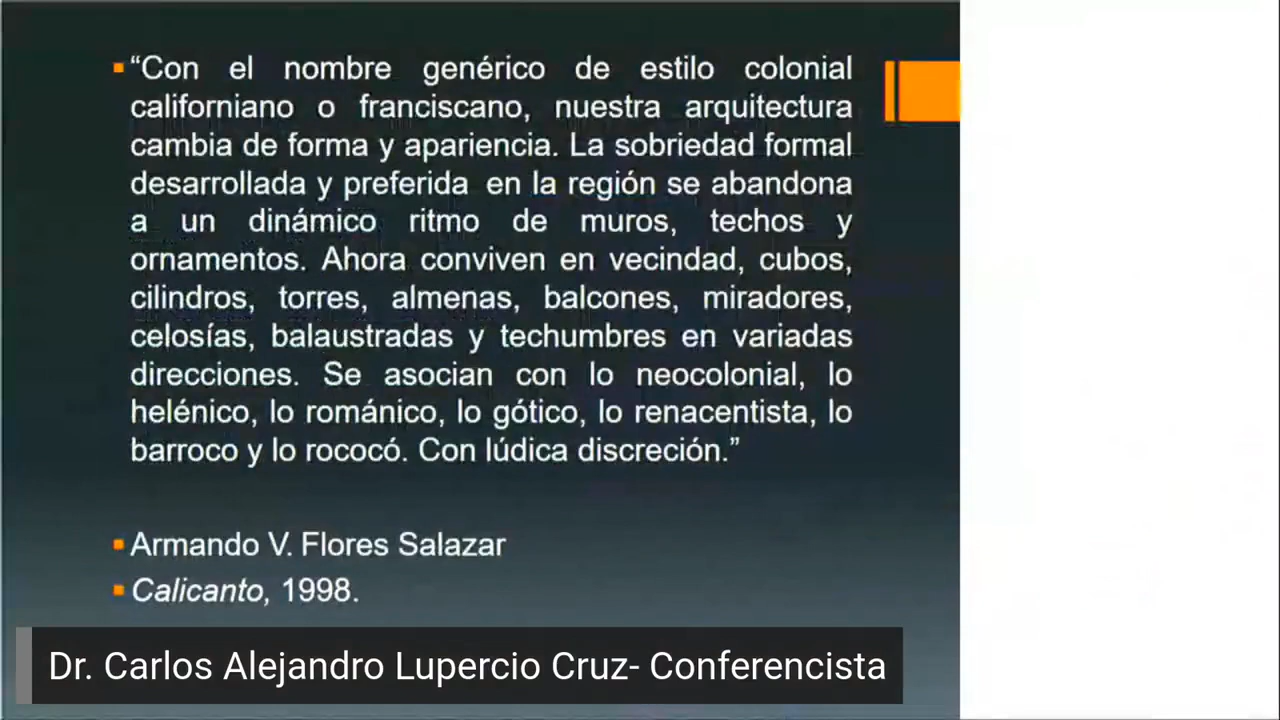 “Con el nombre genérico de estilo colonial
californiano o franciscano, nuestra arquitectura
cambia de forma y apariencia. La sobriedad formal
desarrollada y preferida en la región se abandona
a un dinámico ritmo de muros, techos y
ornamentos. Ahora conviven en vecindad, cubos,
cilindros, torres, almenas, balcones, miradores,
celosías, balaustradas y techumbres en variadas
direcciones. Se asocian con lo neocolonial, lo
helénico, lo románico, lo gótico, lo renacentista, lo
barroco y lo rococó. Con lúdica discreción.”
Armando V. Flores Salazar
Calicanto, 1998.
Dr. Carlos Alejandro Lupercio Cruz- Conferencista